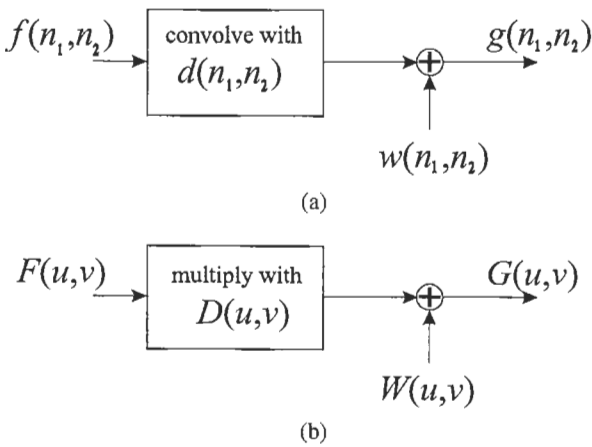 f(n₁,n₂)
convolve with
d(n₁,n₂)
+
g(n₁,n₂)
w(n₁,n₂)
(a)
F(u,v)
multiply with
D(u,v)
+
G(u,v)
W(u,v)
(b)